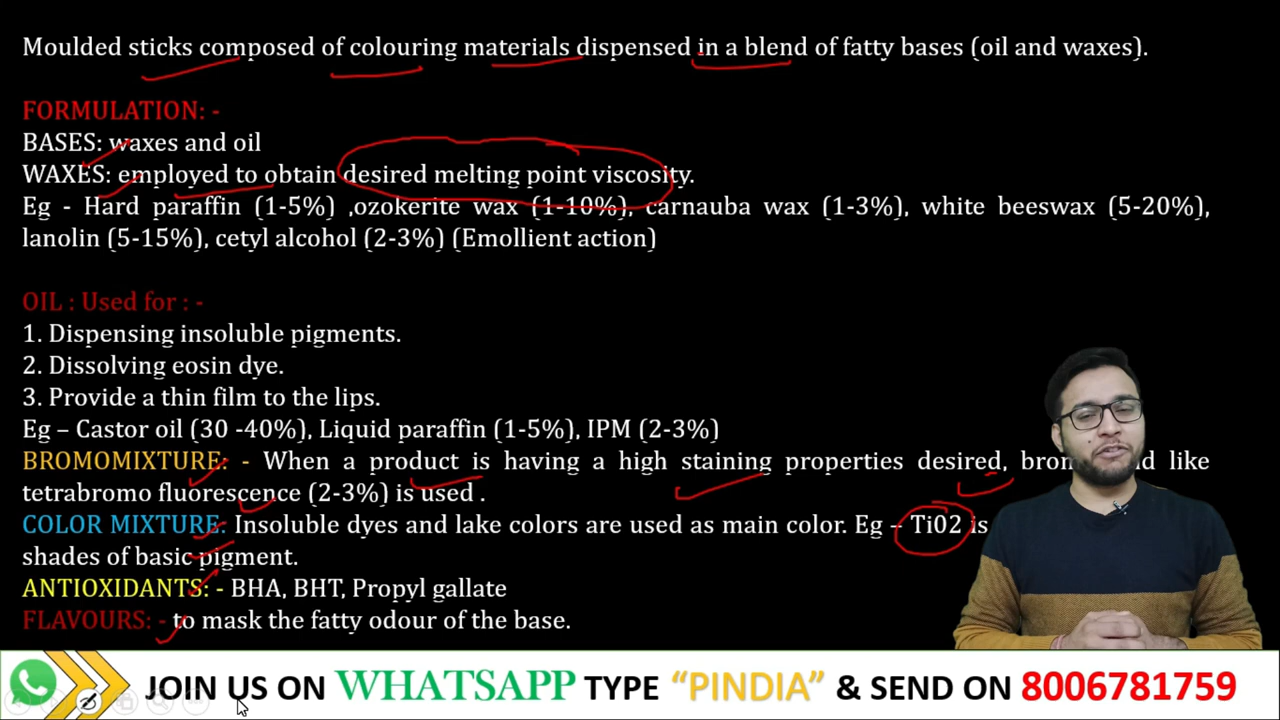 Moulded sticks composed of colouring materials dispensed in a blend of fatty bases (oil and waxes).
FORMULATION: -
BASES: waxes and oil
WAXES: employed to obtain desired melting point viscosity.
Eg - Hard paraffin (1-5%) ,ozokerite wax (1-10%), carnauba wax (1-3%), white beeswax (5-20%),
lanolin (5-15%), cetyl alcohol (2-3%) (Emollient action)
OIL : Used for : -
1. Dispensing insoluble pigments.
2. Dissolving eosin dye.
3. Provide a thin film to the lips.
Eg – Castor oil (30 -40%), Liquid paraffin (1-5%), IPM (2-3%)
BROMOMIXTURE: - When a product is having a high staining properties desired, like
tetrabromo fluorescence (2-3%) is used .
COLOR MIXTURE: Insoluble dyes and lake colors are used as main color. Eg – Ti02 is
shades of basic pigment.
ANTIOXIDANTS: - BHA, BHT, Propyl gallate
FLAVOURS: - to mask the fatty odour of the base.
JOIN US ON WHATSAPP TYPE “PINDIA” & SEND ON 8006781759